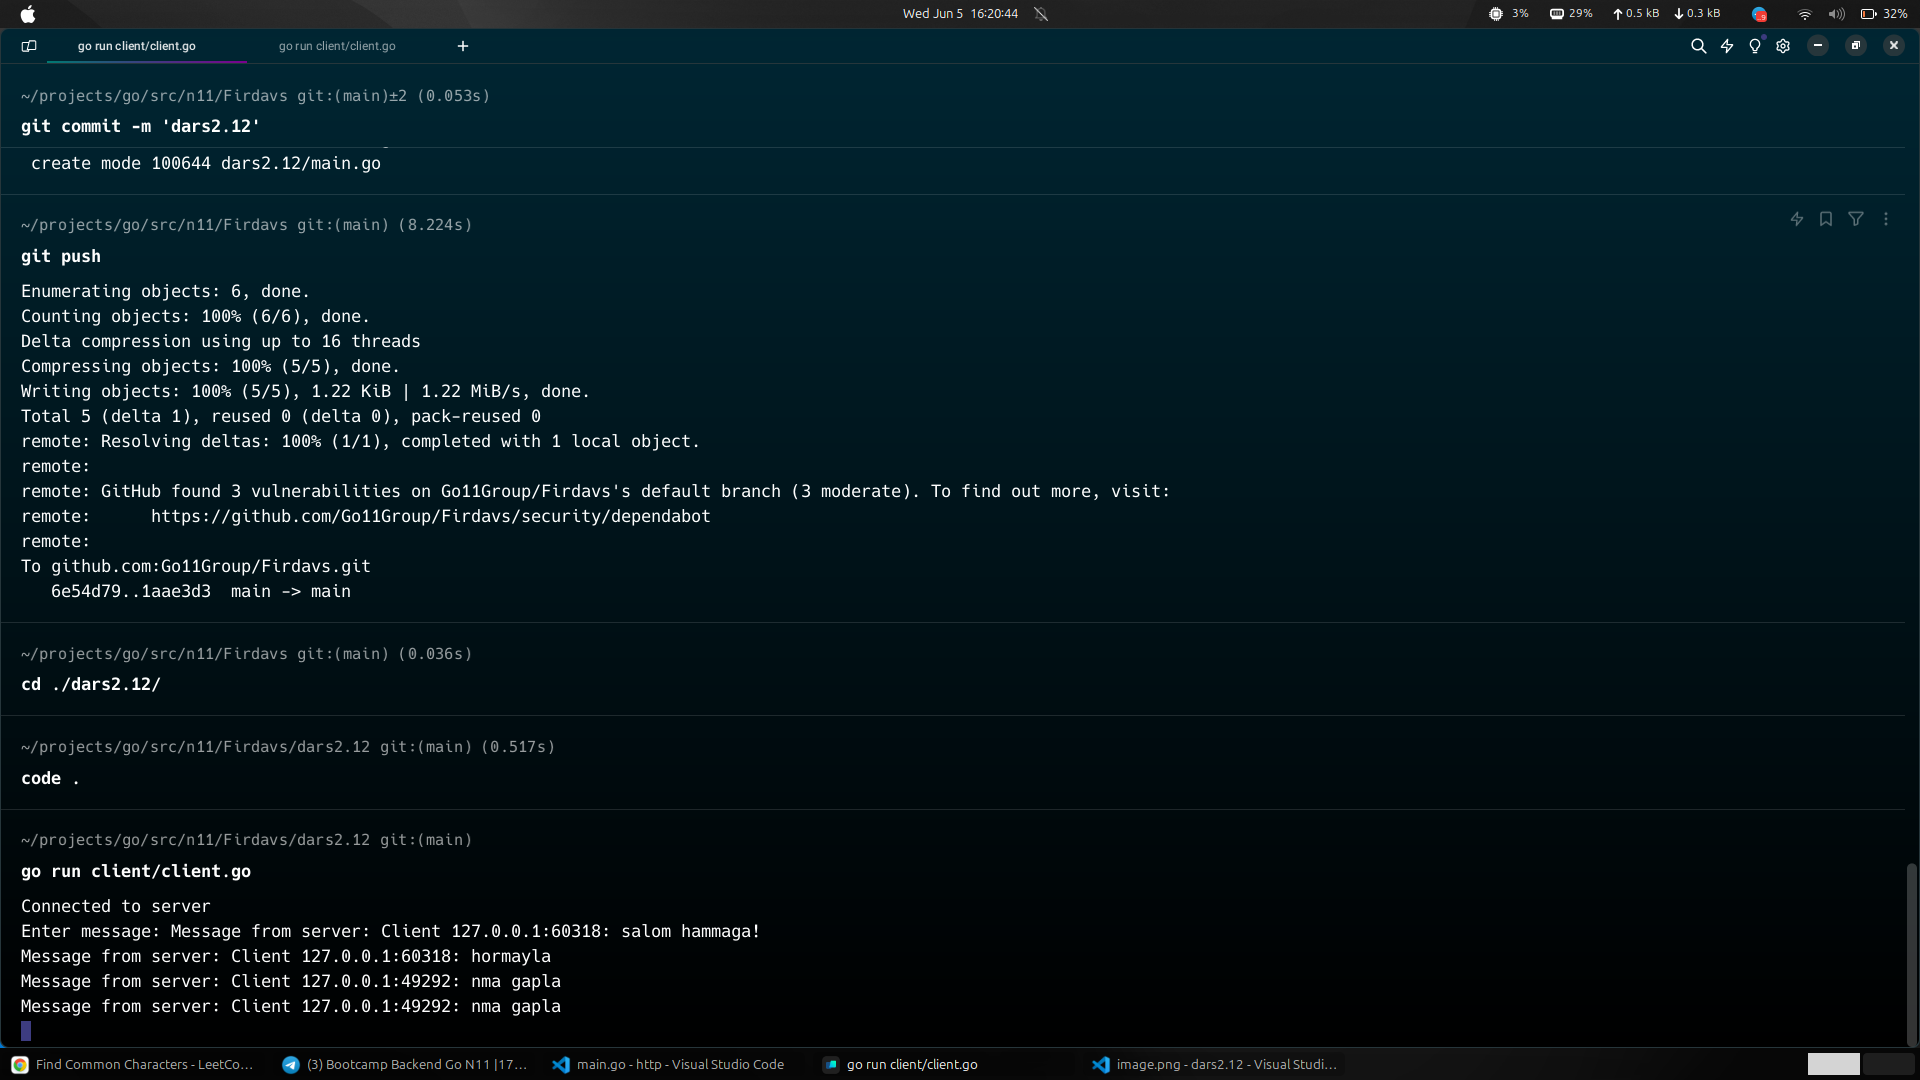 Wed Jun 5 16:20:44
3%
29%
0.5 kB
0.3 kB
32%
go run client/client.go
go run client/client.go
~/projects/go/src/n11/Firdavs git:(main)±2 (0.053s)
git commit -m 'dars2.12'
create mode 100644 dars2.12/main.go
~/projects/go/src/n11/Firdavs git:(main) (8.224s)
git push
Enumerating objects: 6, done.
Counting objects: 100% (6/6), done.
Delta compression using up to 16 threads
Compressing objects: 100% (5/5), done.
Writing objects: 100% (5/5), 1.22 KiB | 1.22 MiB/s, done.
Total 5 (delta 1), reused 0 (delta 0), pack-reused 0
remote: Resolving deltas: 100% (1/1), completed with 1 local object.
remote:
remote: GitHub found 3 vulnerabilities on Go11Group/Firdavs's default branch (3 moderate). To find out more, visit:
remote:      https://github.com/Go11Group/Firdavs/security/dependabot
remote:
To github.com:Go11Group/Firdavs.git
   6e54d79..1aae3d3  main -> main
~/projects/go/src/n11/Firdavs git:(main) (0.036s)
cd ./dars2.12/
~/projects/go/src/n11/Firdavs/dars2.12 git:(main) (0.517s)
code .
~/projects/go/src/n11/Firdavs/dars2.12 git:(main)
go run client/client.go
Connected to server
Enter message: Message from server: Client 127.0.0.1:60318: salom hammaga!
Message from server: Client 127.0.0.1:60318: hormayla
Message from server: Client 127.0.0.1:49292: nma gapla
Message from server: Client 127.0.0.1:49292: nma gapla
Find Common Characters - LeetCo...
(3) Bootcamp Backend Go N11 |17...
main.go - http - Visual Studio Code
go run client/client.go
image.png - dars2.12 - Visual Studi...